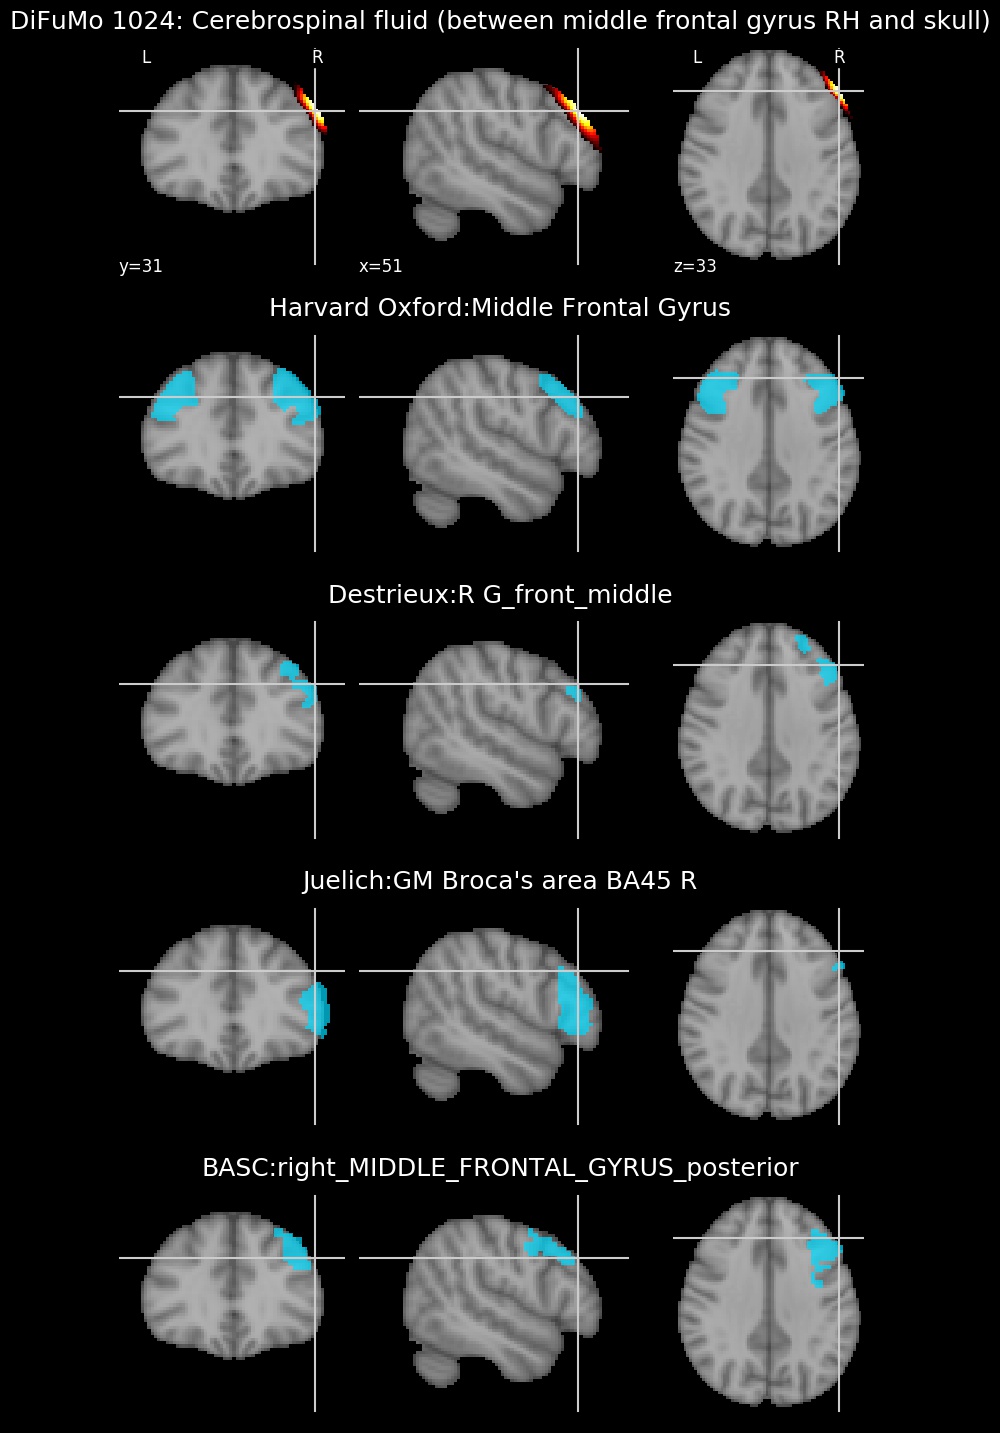 DiFuMo 1024: Cerebrospinal fluid (between middle frontal gyrus RH and skull)
L R L R
y=31 x=51 z=33
Harvard Oxford:Middle Frontal Gyrus
Destrieux:R G_front_middle
Juelich:GM Broca's area BA45 R
BASC:right_MIDDLE_FRONTAL_GYRUS_posterior